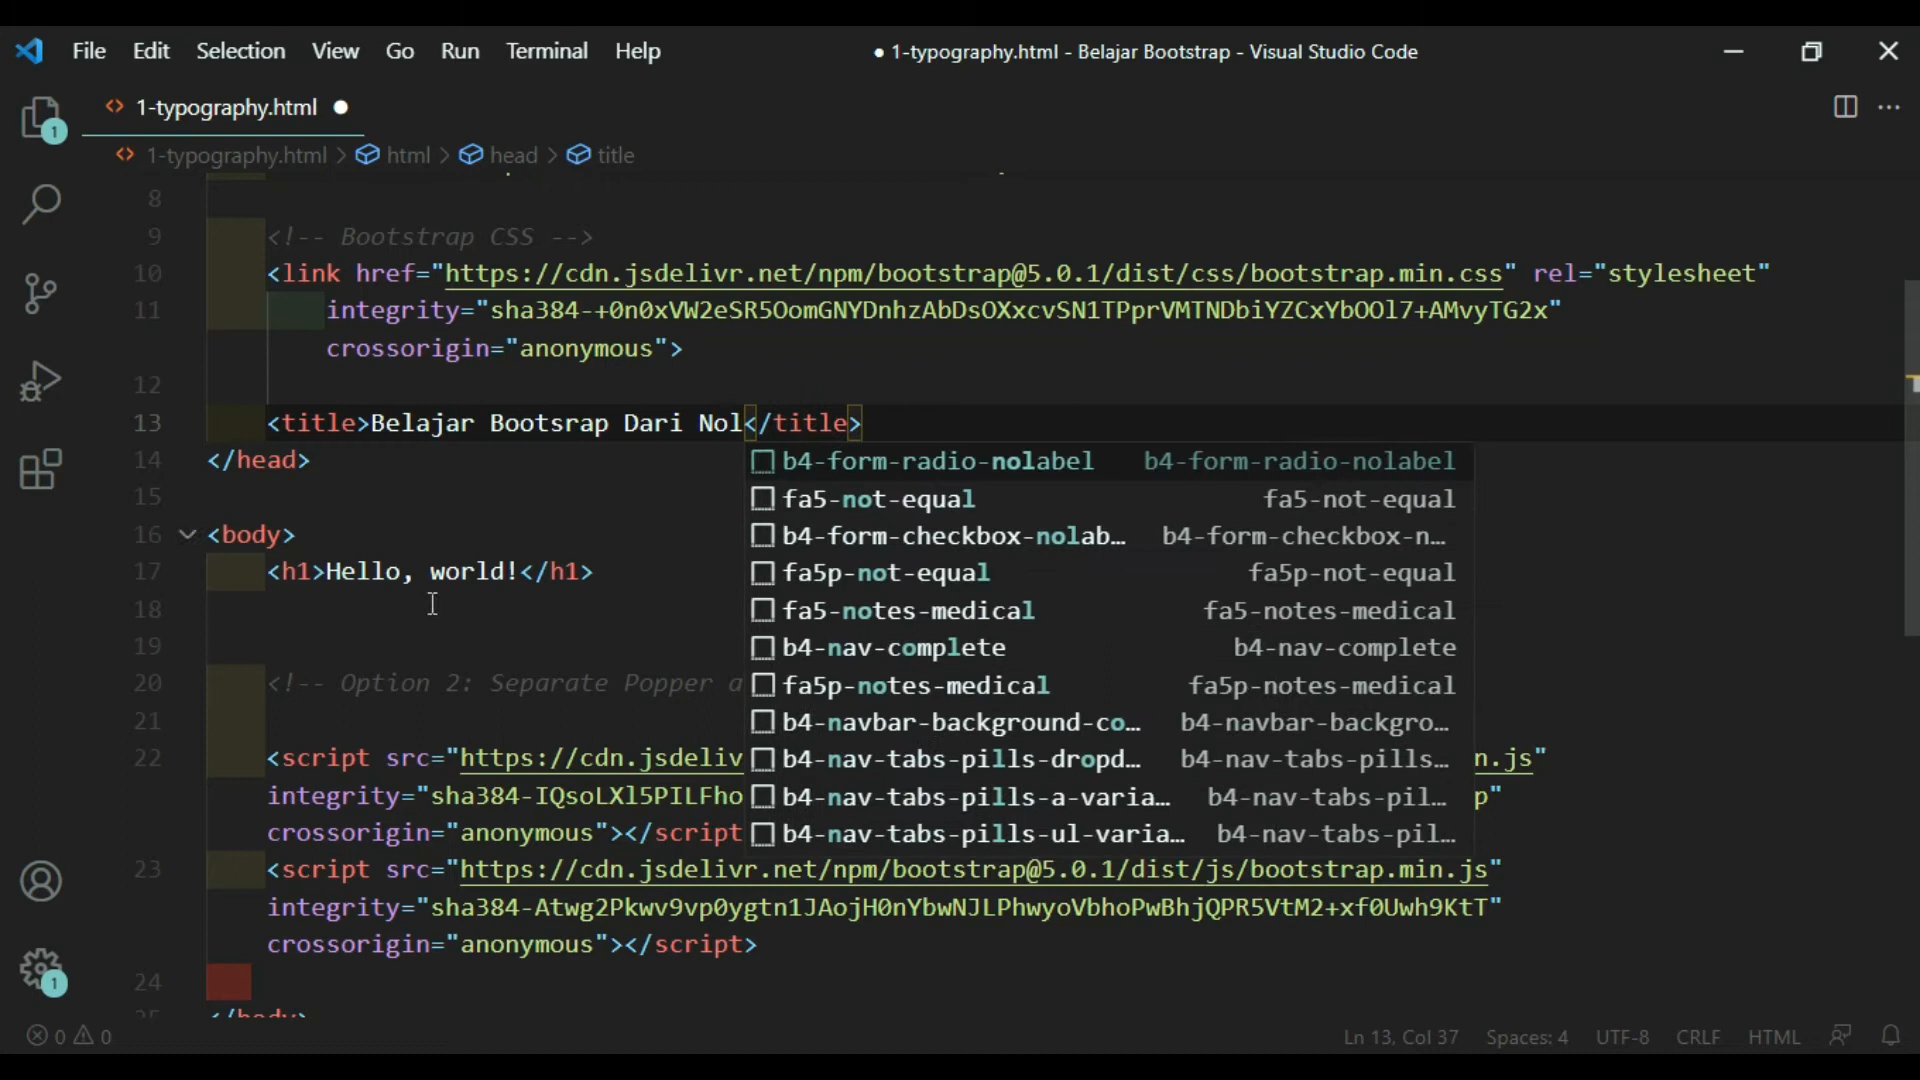 File Edit Selection View Go Run Terminal Help ● 1-typography.html - Belajar Bootstrap - Visual Studio Code
1-typography.html ●
1-typography.html > html > head > title
8
9 <!-- Bootstrap CSS -->
10 <link href="https://cdn.jsdelivr.net/npm/bootstrap@5.0.1/dist/css/bootstrap.min.css" rel="stylesheet"
11 integrity="sha384-+0n0xVW2eSR5OomGNYDnhzAbDsOXxcvSN1TPprVMTNDbiYZCxYbOOl7+AMvyTG2x"
crossorigin="anonymous">
12
13 <title>Belajar Bootsrap Dari Nol</title>
14 </head>
b4-form-radio-nolabel b4-form-radio-nolabel
15
fa5-not-equal fa5-not-equal
16 <body>
b4-form-checkbox-nolab… b4-form-checkbox-n…
17 <h1>Hello, world!</h1>
fa5p-not-equal fa5p-not-equal
18
fa5-notes-medical fa5-notes-medical
19
b4-nav-complete b4-nav-complete
20 <!-- Option 2: Separate Popper a
fa5p-notes-medical fa5p-notes-medical
21
b4-navbar-background-co… b4-navbar-backgro…
22 <script src="https://cdn.jsdeliv
b4-nav-tabs-pills-dropd… b4-nav-tabs-pills…
n.js"
integrity="sha384-IQsoLXl5PILFho
b4-nav-tabs-pills-a-varia… b4-nav-tabs-pil…
p"
crossorigin="anonymous"></script
b4-nav-tabs-pills-ul-varia… b4-nav-tabs-pil…
23 <script src="https://cdn.jsdelivr.net/npm/bootstrap@5.0.1/dist/js/bootstrap.min.js"
integrity="sha384-Atwg2Pkwv9vp0ygtn1JAojH0nYbwNJLPhwyoVbhoPwBhjQPR5VtM2+xf0Uwh9KtT"
crossorigin="anonymous"></script>
24
25 </body>
0 0 Ln 13, Col 37 Spaces: 4 UTF-8 CRLF HTML
1
1